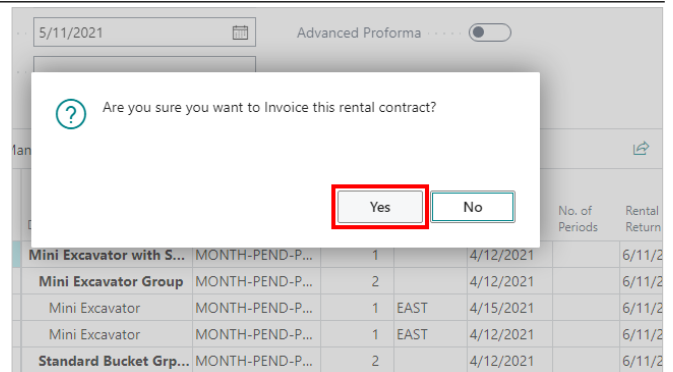 5/11/2021 Advanced Proforma
Are you sure you want to Invoice this rental contract?
Yes No
No. of Periods Rental Return
Mini Excavator with S... MONTH-PEND-P... 1 4/12/2021 6/11/2
Mini Excavator Group MONTH-PEND-P... 2 4/12/2021 6/11/2
Mini Excavator MONTH-PEND-P... 1 EAST 4/15/2021 6/11/2
Mini Excavator MONTH-PEND-P... 1 EAST 4/12/2021 6/11/2
Standard Bucket Grp... MONTH-PEND-P... 2 4/12/2021 6/11/2